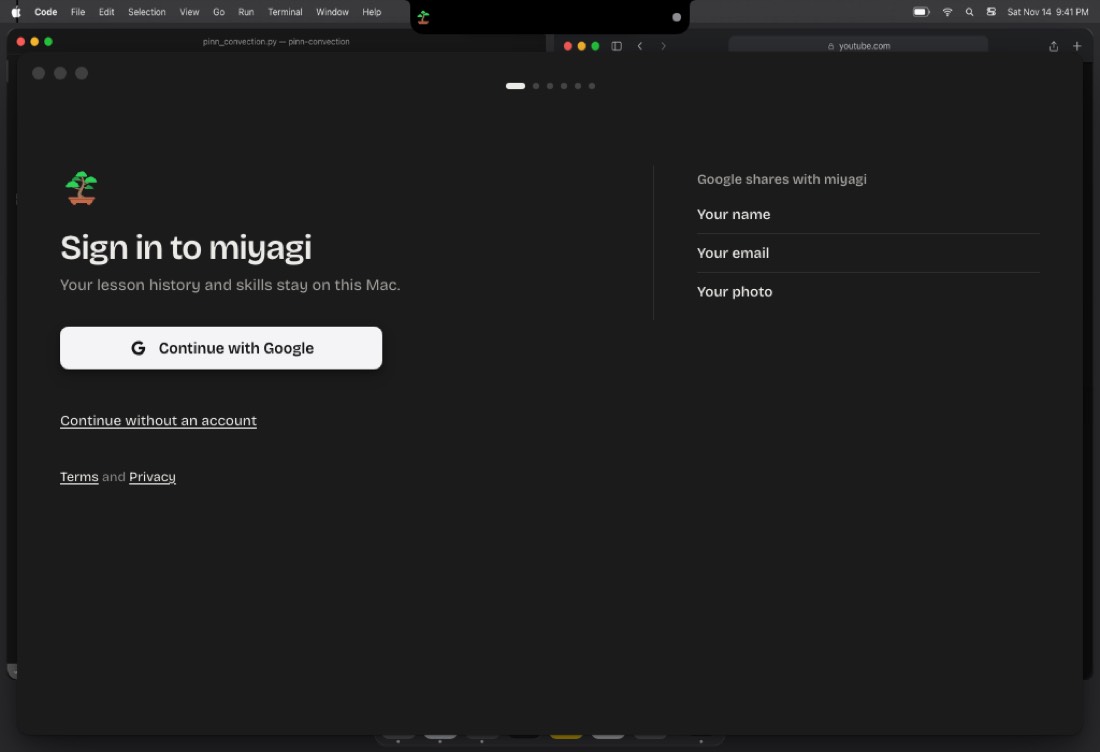 Code File Edit Selection View Go Run Terminal Window Help
Sat Nov 14 9:41 PM
pinn_convection.py — pinn-convection
youtube.com
Sign in to miyagi
Your lesson history and skills stay on this Mac.
Continue with Google
Continue without an account
Terms and Privacy
Google shares with miyagi
Your name
Your email
Your photo